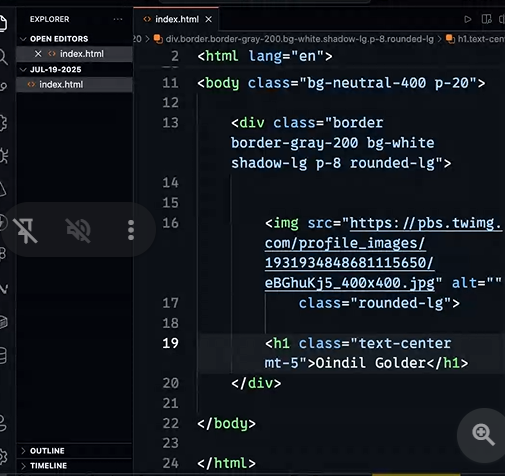 EXPLORER
index.html
OPEN EDITORS
index.html
JUL-19-2025
index.html
20 > div.border.border-gray-200.bg-white.shadow-lg.p-8.rounded-lg > h1.text-cen
2 <html lang="en">
11 <body class="bg-neutral-400 p-20">
12
13 <div class="border
border-gray-200 bg-white
shadow-lg p-8 rounded-lg">
14
15
16 <img src="https://pbs.twimg.
com/profile_images/
1931934848681115650/
eBGhuKj5_400x400.jpg" alt=""
17 class="rounded-lg">
18
19 <h1 class="text-center
mt-5">Oindil Golder</h1>
20 </div>
21
22 </body>
23
24 </html>
OUTLINE
TIMELINE